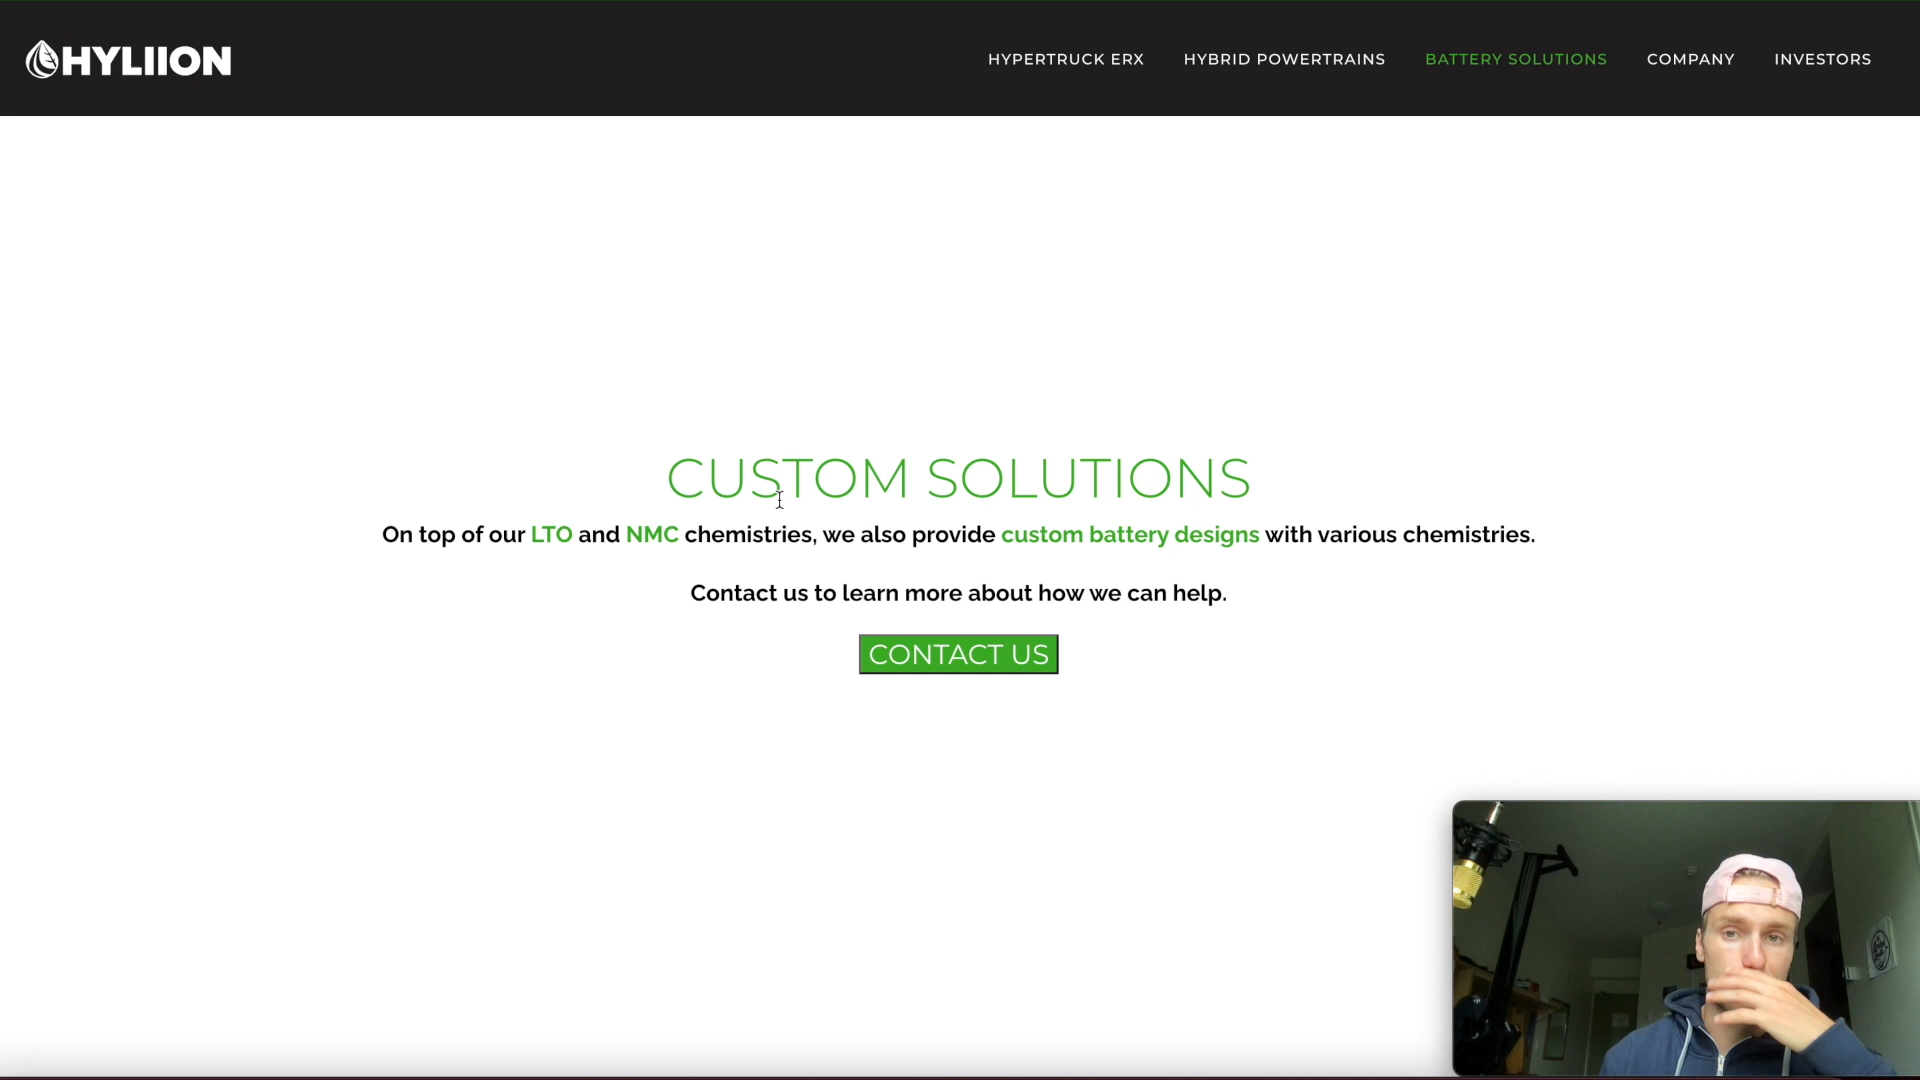 HYLIION
HYPERTRUCK ERX HYBRID POWERTRAINS BATTERY SOLUTIONS COMPANY INVESTORS
CUSTOM SOLUTIONS
On top of our LTO and NMC chemistries, we also provide custom battery designs with various chemistries.
Contact us to learn more about how we can help.
CONTACT US